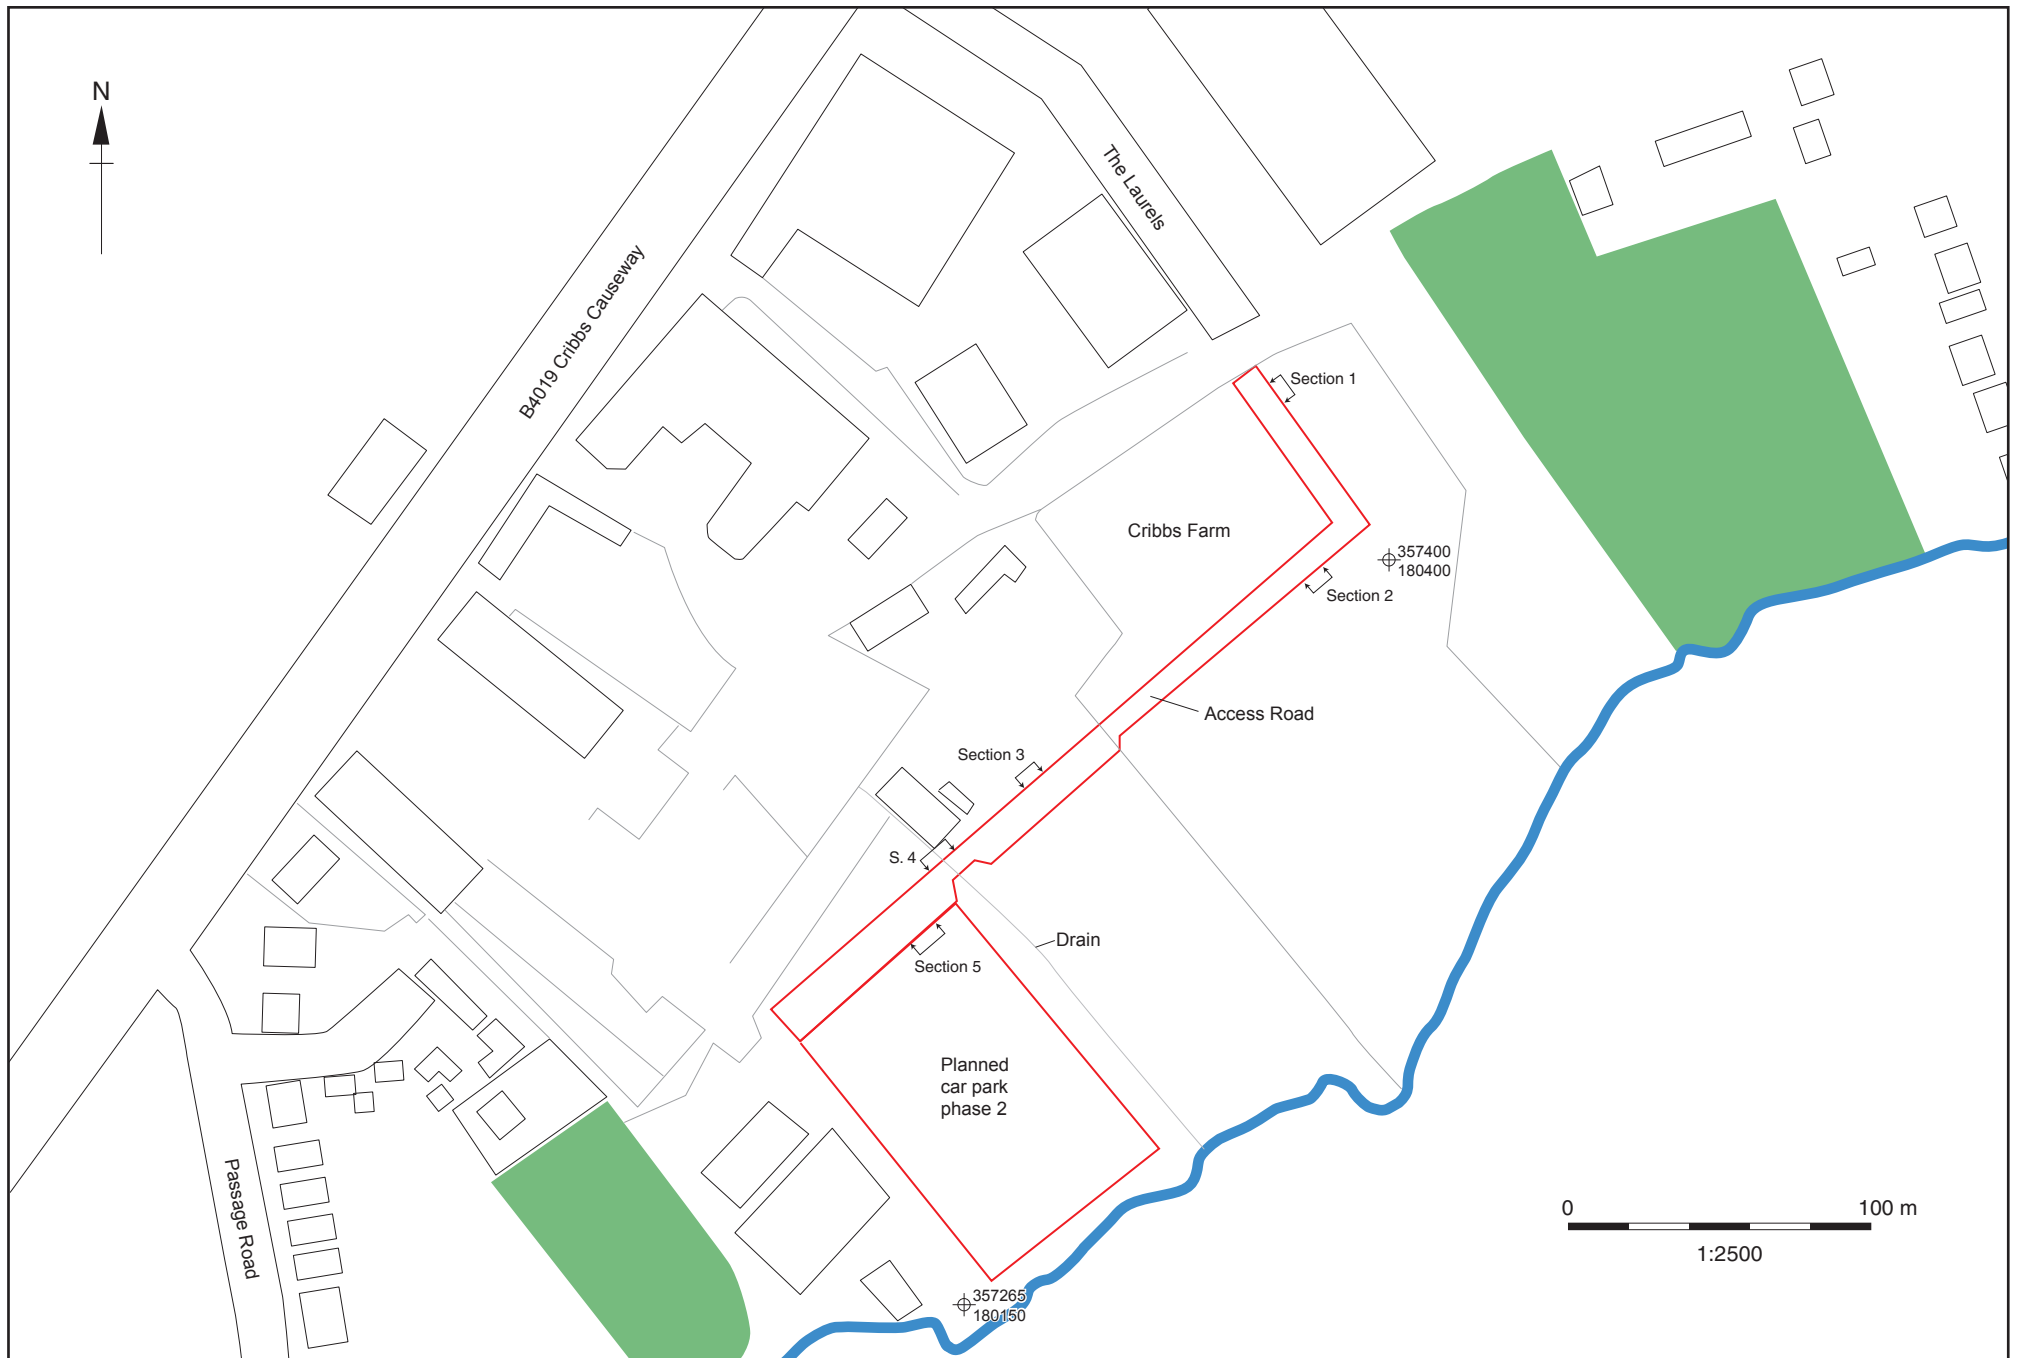 N
The Laurels
B4019 Cribbs Causeway
Section 1
Cribbs Farm
357400
180400
Section 2
Access Road
Section 3
S. 4
Drain
Section 5
Planned
car park
phase 2
Passage Road
0 100 m
1:2500
357265
180150